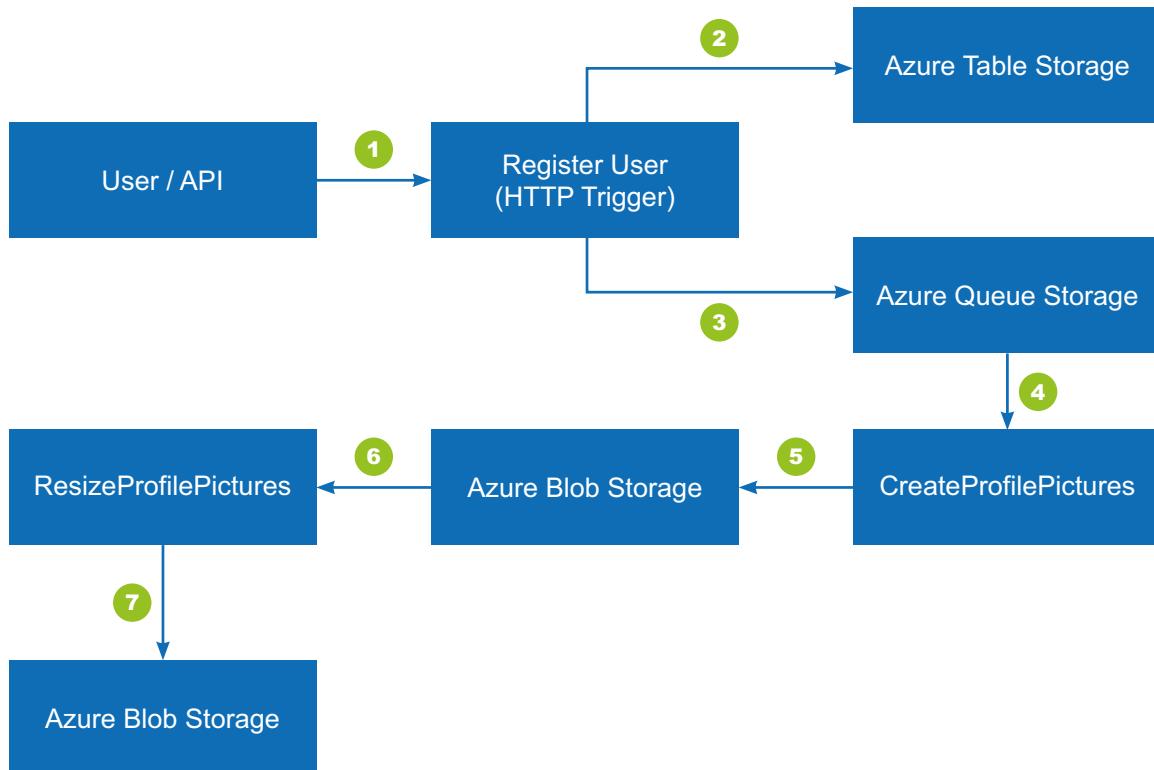 2
Azure Table Storage
1
User / API
Register User
(HTTP Trigger)
Azure Queue Storage
3
4
6
5
ResizeProfilePictures
Azure Blob Storage
CreateProfilePictures
7
Azure Blob Storage